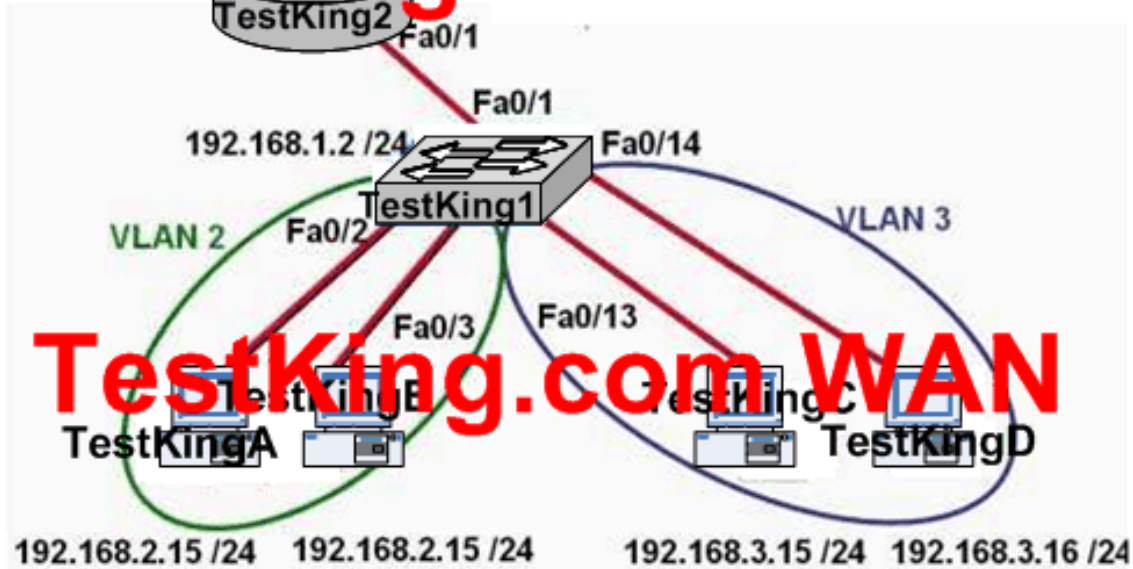 TestKing2
Fa0/1
Fa0/1
192.168.1.2 /24
Fa0/14
TestKing1
VLAN 2
Fa0/2
VLAN 3
Fa0/3
Fa0/13
TestKing.com WAN
TestKingB
TestKingC
TestKingA
TestKingD
192.168.2.15 /24
192.168.2.15 /24
192.168.3.15 /24
192.168.3.16 /24